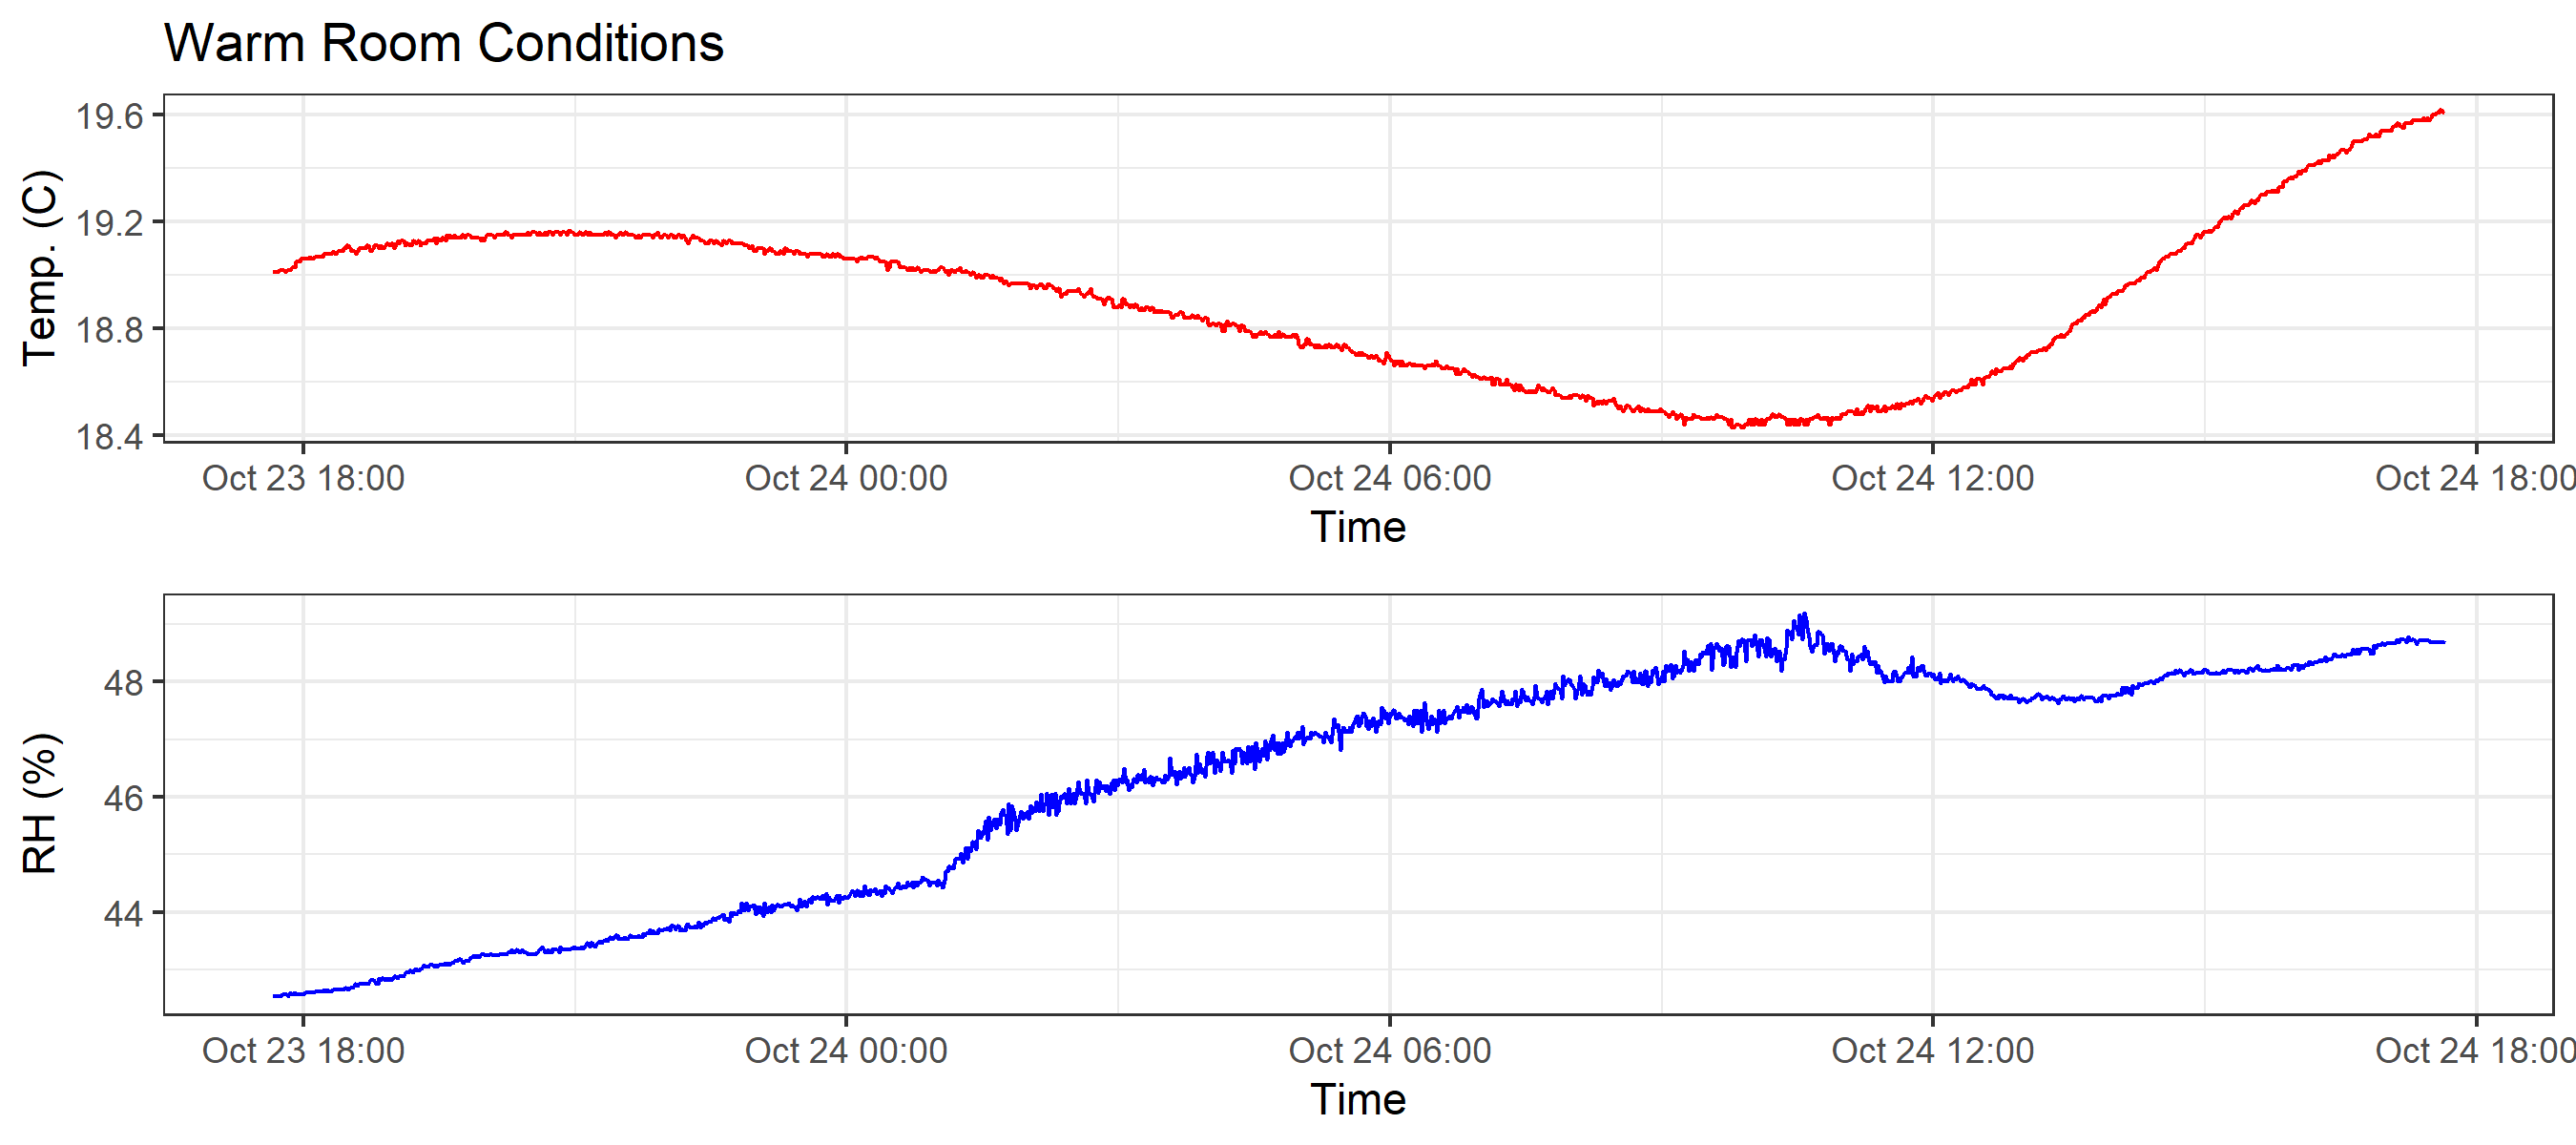 Warm Room Conditions
Temp. (C)
19.6
19.2
18.8
18.4
Oct 23 18:00 Oct 24 00:00 Oct 24 06:00 Oct 24 12:00 Oct 24 18:00
Time
RH (%)
48
46
44
Oct 23 18:00 Oct 24 00:00 Oct 24 06:00 Oct 24 12:00 Oct 24 18:00
Time